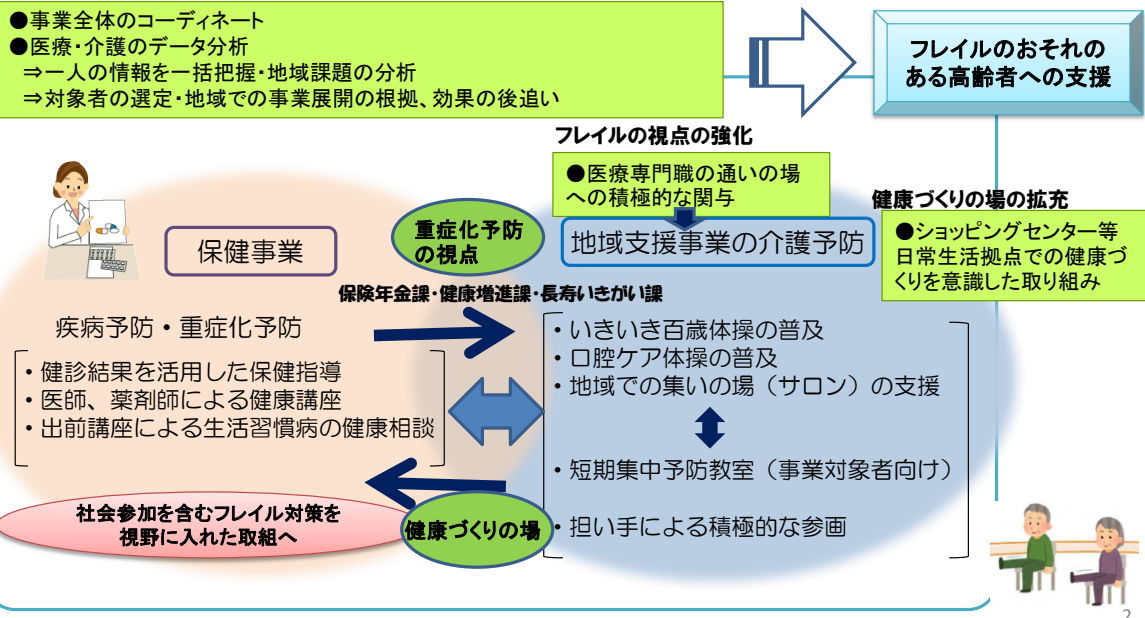 ●事業全体のコーディネート
●医療・介護のデータ分析
⇒一人の情報を一括把握・地域課題の分析
⇒対象者の選定・地域での事業展開の根拠、効果の後追い
フレイルのおそれの
ある高齢者への支援
フレイルの視点の強化
●医療専門職の通いの場
への積極的な関与
健康づくりの場の拡充
●ショッピングセンター等
日常生活拠点での健康づ
くりを意識した取り組み
保健事業
重症化予防
の視点
地域支援事業の介護予防
保険年金課・健康増進課・長寿いきがい課
疾病予防・重症化予防
・健診結果を活用した保健指導
・医師、薬剤師による健康講座
・出前講座による生活習慣病の健康相談
・いきいき百歳体操の普及
・口腔ケア体操の普及
・地域での集いの場（サロン）の支援
・短期集中予防教室（事業対象者向け）
・担い手による積極的な参画
社会参加を含むフレイル対策を
視野に入れた取組へ
健康づくりの場
2